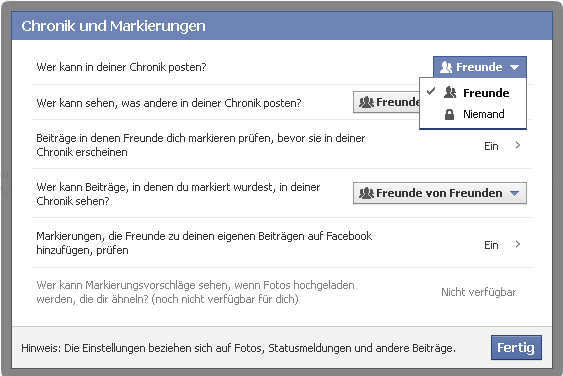 Chronik und Markierungen
Wer kann in deiner Chronik posten?
Freunde
Freunde
Niemand
Wer kann sehen, was andere in deiner Chronik posten?
Freunde
Beiträge in denen Freunde dich markieren prüfen, bevor sie in deiner
Chronik erscheinen
Ein
Wer kann Beiträge, in denen du markiert wurdest, in deiner
Chronik sehen?
Freunde von Freunden
Markierungen, die Freunde zu deinen eigenen Beiträgen auf Facebook
hinzufügen, prüfen
Ein
Wer kann Markierungsvorschläge sehen, wenn Fotos hochgeladen
werden, die dir ähneln? (noch nicht verfügbar für dich)
Nicht verfügbar
Hinweis: Die Einstellungen beziehen sich auf Fotos, Statusmeldungen und andere Beiträge.
Fertig